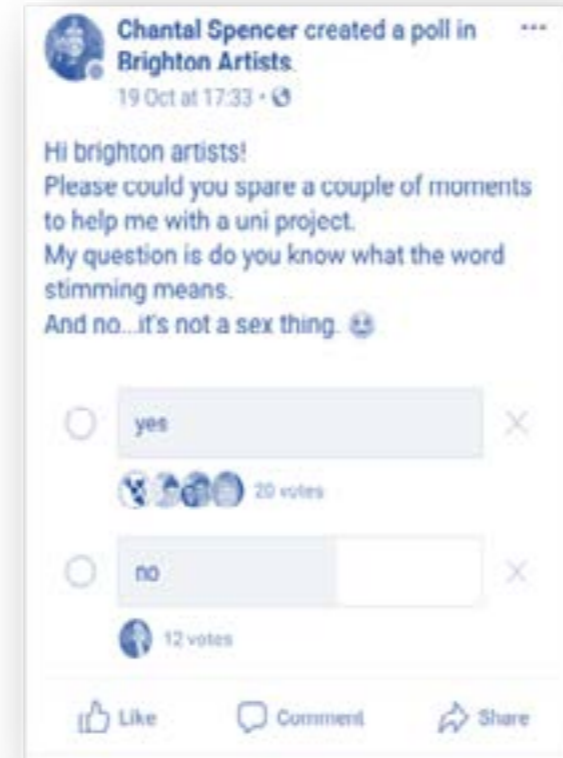 Chantal Spencer created a poll in
Brighton Artists.
19 Oct at 17:33 ·
Hi brighton artists!
Please could you spare a couple of moments
to help me with a uni project.
My question is do you know what the word
stimming means.
And no...it's not a sex thing.
yes
20 votes
no
12 votes
Like Comment Share